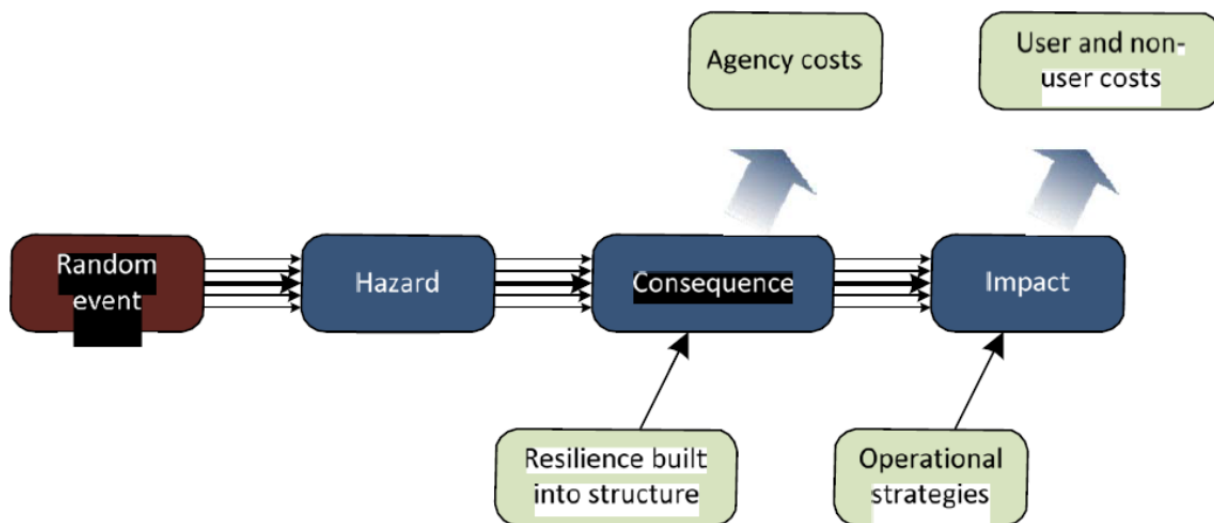 Agency costs
User and non-
user costs
Random
event
Hazard
Consequence
Impact
Resilience built
into structure
Operational
strategies